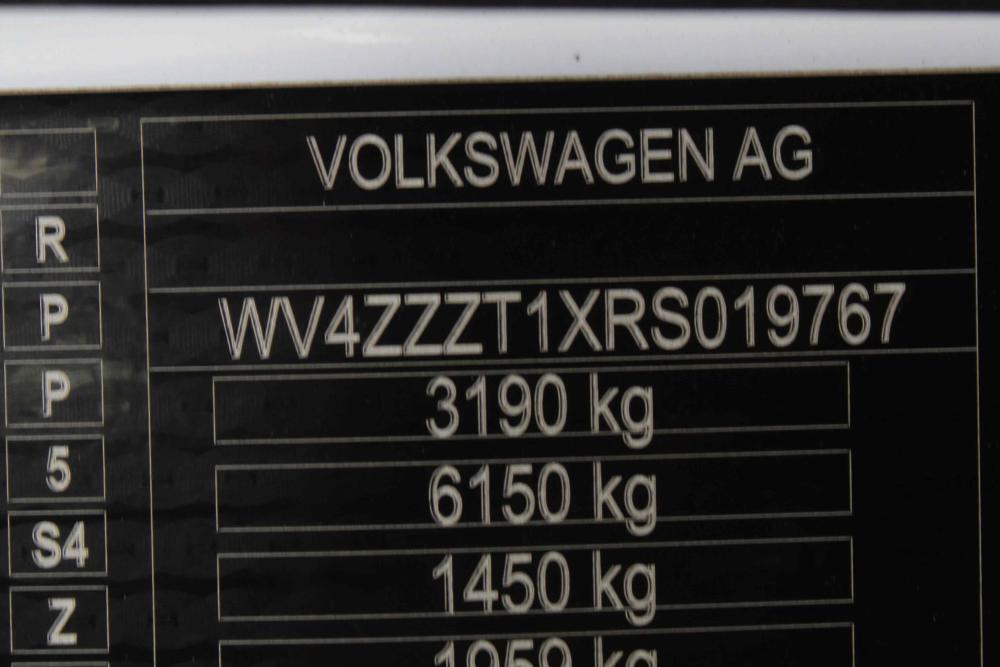 VOLKSWAGEN AG
R
P
WV4ZZZT1XRS019767
P
3190 kg
5
6150 kg
S4
1450 kg
Z